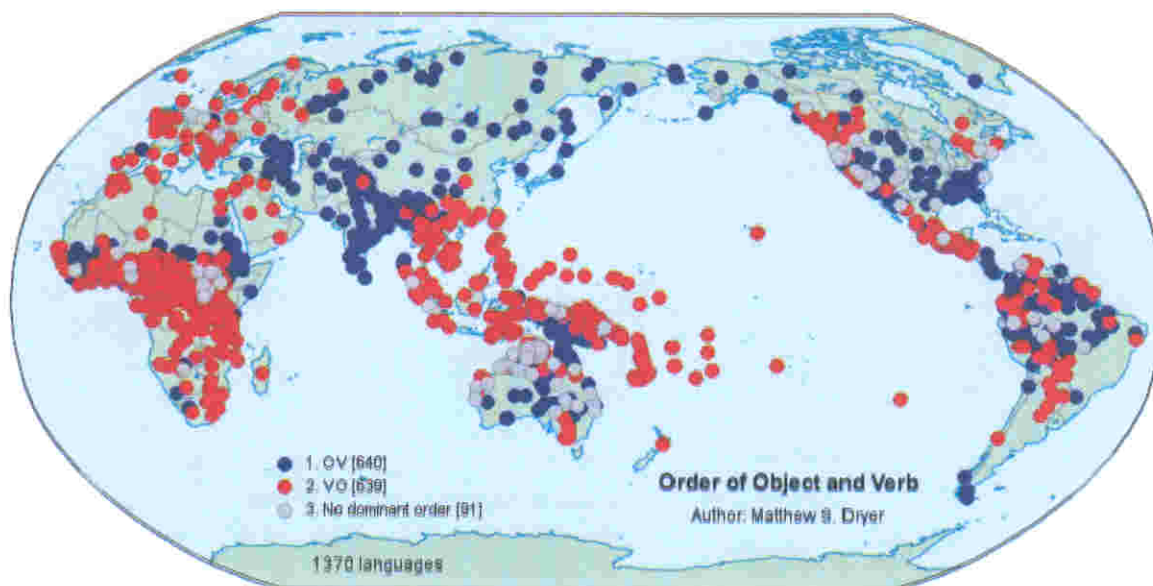 1. OV [640]
2. VO [639]
3. No dominant order [91]
Order of Object and Verb
Author: Matthew S. Dryer
1370 languages